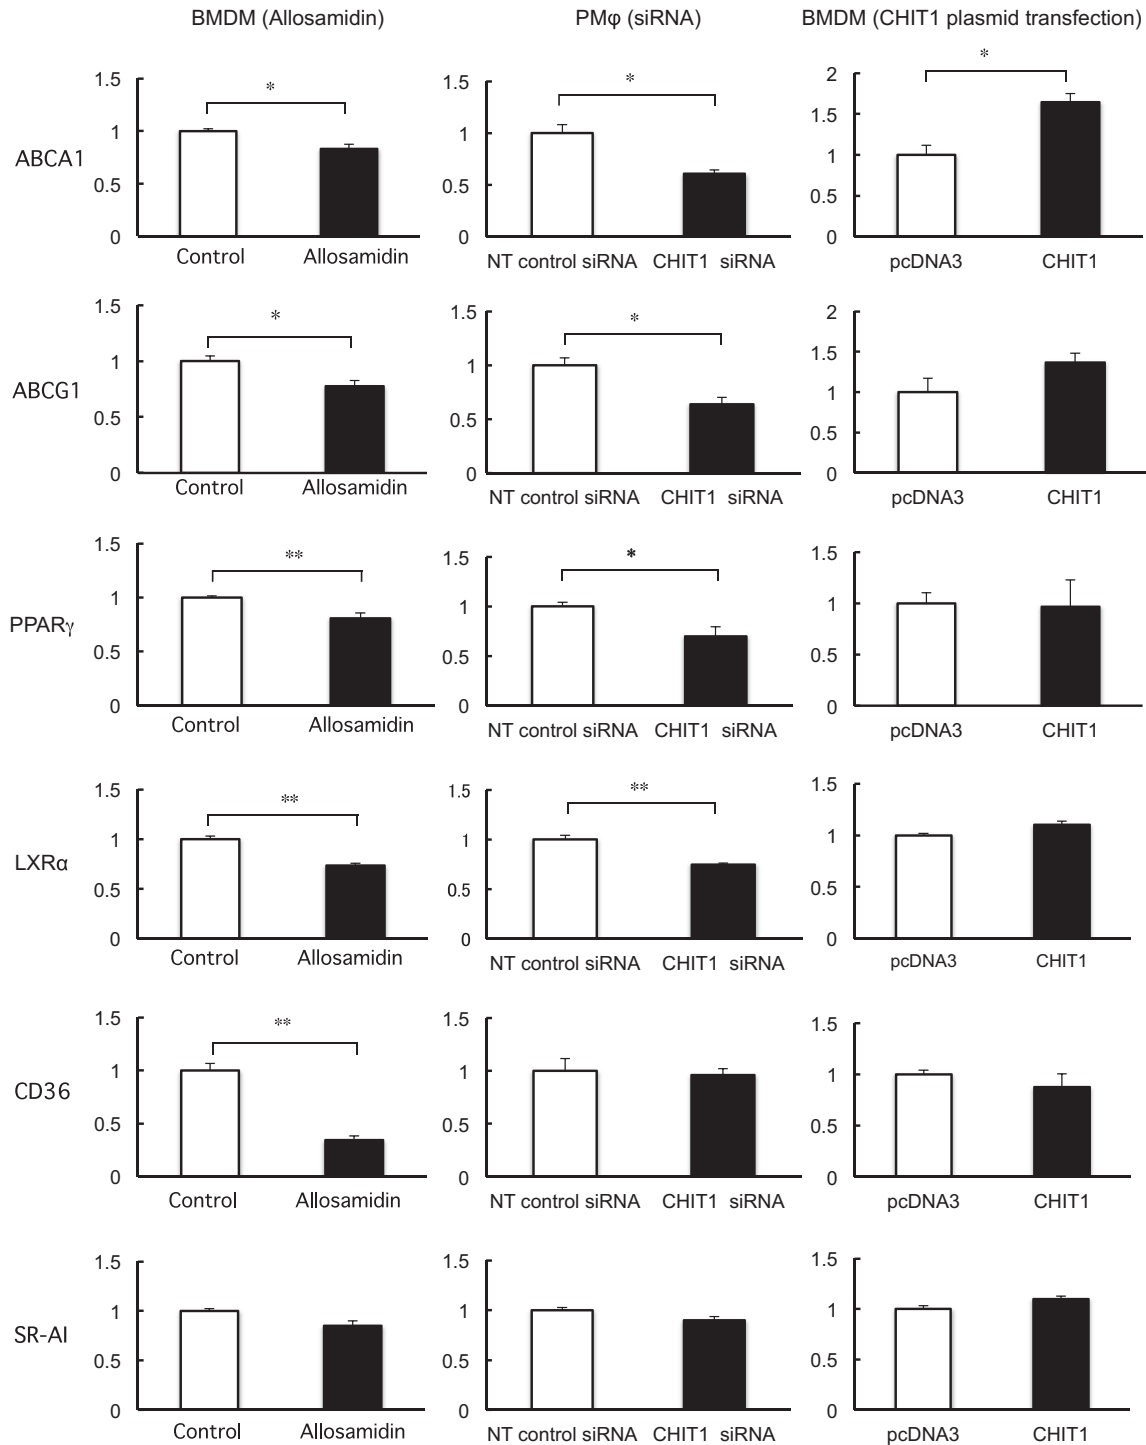 BMDM (Allosamidin) PMφ (siRNA) BMDM (CHIT1 plasmid transfection)
ABCA1
1.5 1 0.5 0 * Control Allosamidin
1.5 1 0.5 0 * NT control siRNA CHIT1 siRNA
2 1.5 1 0.5 0 * pcDNA3 CHIT1
ABCG1
1.5 1 0.5 0 * Control Allosamidin
1.5 1 0.5 0 * NT control siRNA CHIT1 siRNA
2 1.5 1 0.5 0 pcDNA3 CHIT1
PPARγ
1.5 1 0.5 0 ** Control Allosamidin
1.5 1 0.5 0 * NT control siRNA CHIT1 siRNA
1.5 1 0.5 0 pcDNA3 CHIT1
LXRα
1.5 1 0.5 0 ** Control Allosamidin
1.5 1 0.5 0 ** NT control siRNA CHIT1 siRNA
1.5 1 0.5 0 pcDNA3 CHIT1
CD36
1.5 1 0.5 0 ** Control Allosamidin
1.5 1 0.5 0 NT control siRNA CHIT1 siRNA
1.5 1 0.5 0 pcDNA3 CHIT1
SR-AI
1.5 1 0.5 0 Control Allosamidin
1.5 1 0.5 0 NT control siRNA CHIT1 siRNA
1.5 1 0.5 0 pcDNA3 CHIT1